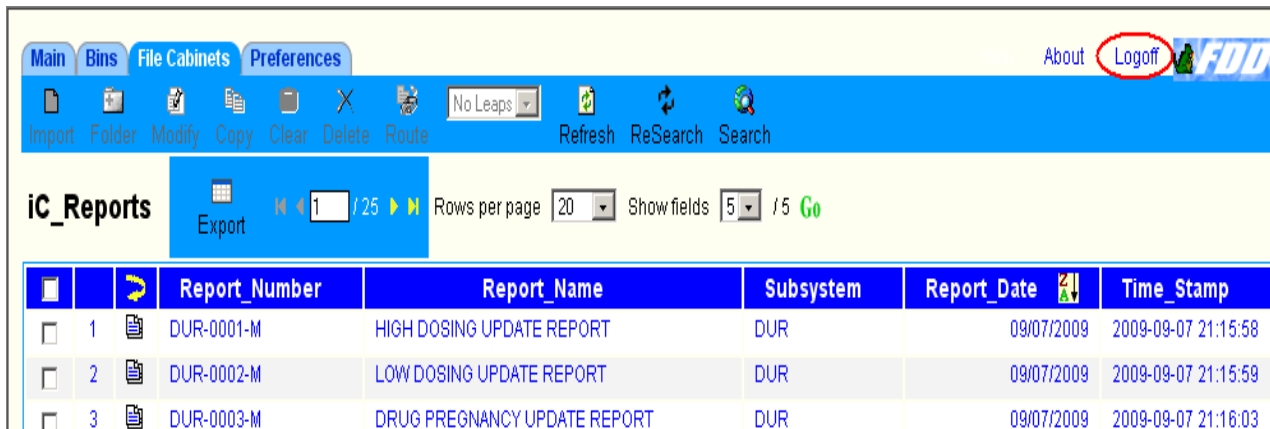 Main Bins File Cabinets Preferences About Logoff FDD
Import Folder Modify Copy Clear Delete Route No Leaps Refresh ReSearch Search
iC_Reports Export 1 / 25 Rows per page 20 Show fields 5 / 5 Go
Report_Number Report_Name Subsystem Report_Date Time_Stamp
1 DUR-0001-M HIGH DOSING UPDATE REPORT DUR 09/07/2009 2009-09-07 21:15:58
2 DUR-0002-M LOW DOSING UPDATE REPORT DUR 09/07/2009 2009-09-07 21:15:59
3 DUR-0003-M DRUG PREGNANCY UPDATE REPORT DUR 09/07/2009 2009-09-07 21:16:03